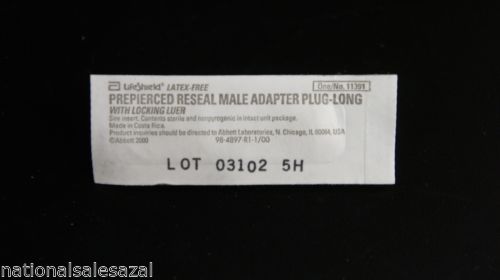 LifeShield® LATEX-FREE One/No. 11391
PREPIERCED RESEAL MALE ADAPTER PLUG-LONG
WITH LOCKING LUER
See insert. Contents sterile and nonpyrogenic in intact unit package.
Made in Costa Rica.
Product inquiries should be directed to Abbott Laboratories, N. Chicago, IL 60064, USA
©Abbott 2000 98-4897-R1-1/00
LOT 03102 5H
nationalsalesazal